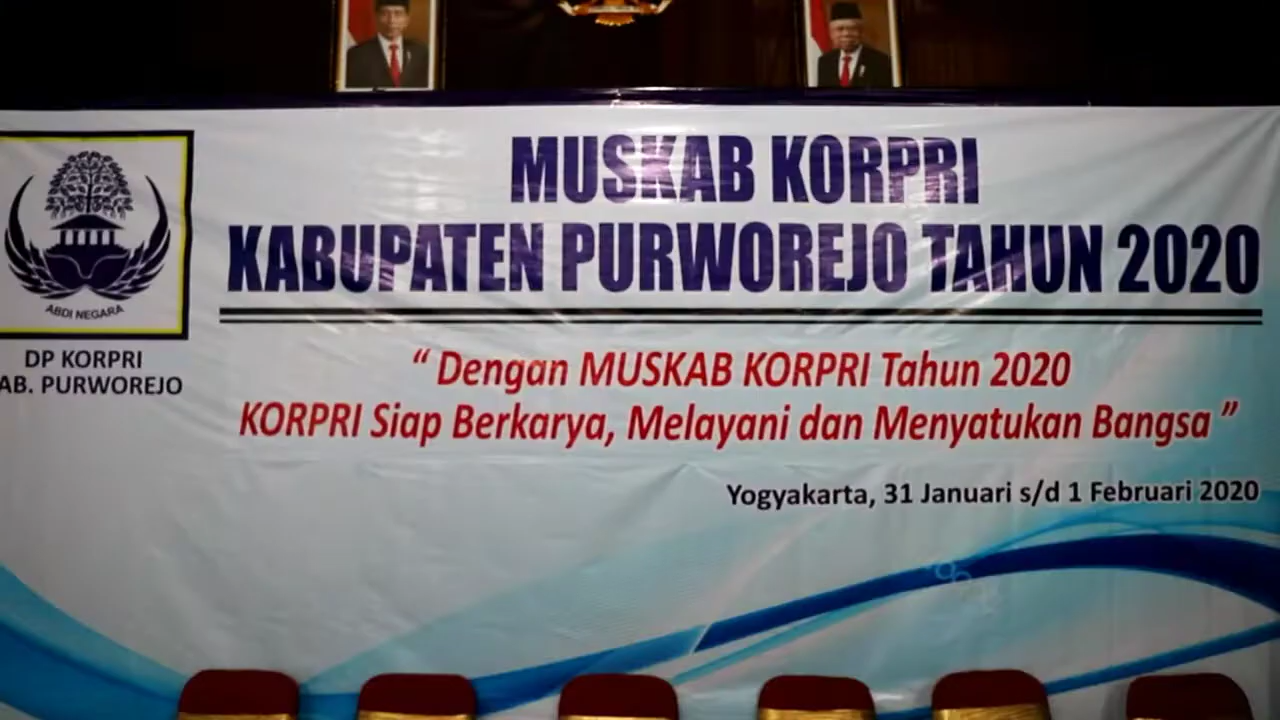 MUSKAB KORPRI
KABUPATEN PURWOREJO TAHUN 2020
ABDI NEGARA
DP KORPRI
AB. PURWOREJO
“ Dengan MUSKAB KORPRI Tahun 2020
KORPRI Siap Berkarya, Melayani dan Menyatukan Bangsa ”
Yogyakarta, 31 Januari s/d 1 Februari 2020